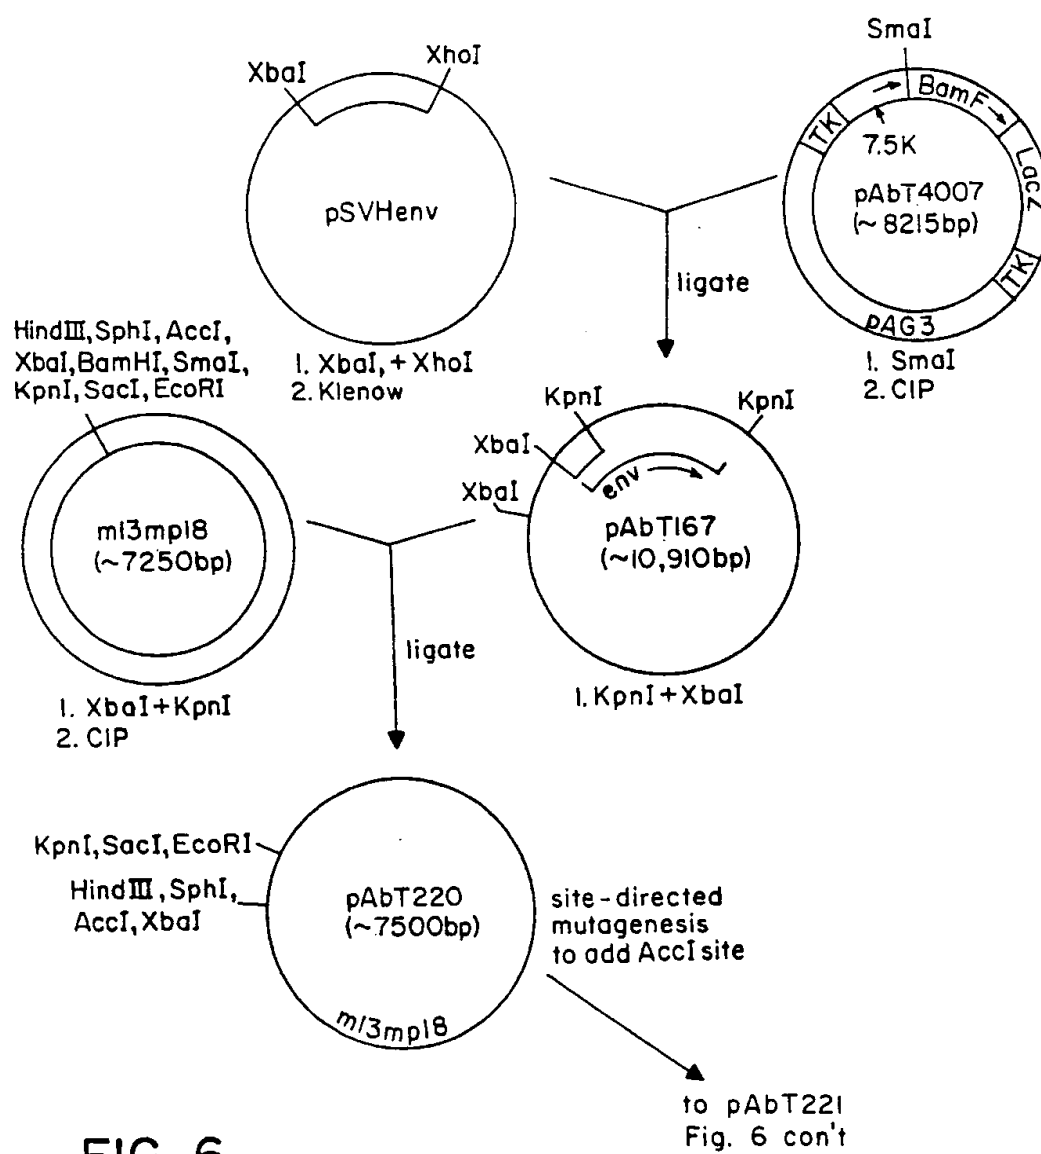 XbaI
XhoI
pSVHenv
1. XbaI, + XhoI
2. Klenow
SmaI
BamF
TK
7.5K
LacZ
pAbT4007
(~8215bp)
TK
pAG3
1. SmaI
2. CIP
ligate
HindIII, SphI, AccI,
XbaI, BamHI, SmaI,
KpnI, SacI, EcoRI
m13mp18
(~7250bp)
1. XbaI+KpnI
2. CIP
KpnI
KpnI
XbaI
XbaI
env
pAbT167
(~10,910bp)
1. KpnI+XbaI
ligate
KpnI, SacI, EcoRI
HindIII, SphI,
AccI, XbaI
pAbT220
(~7500bp)
m13mp18
site-directed
mutagenesis
to add AccI site
to pAbT221
Fig. 6 con't
FIG. 6